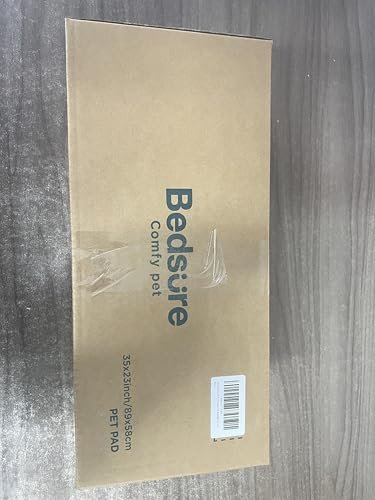 Bedsure
Comfy pet
35x23inch/89x58cm
PET PAD